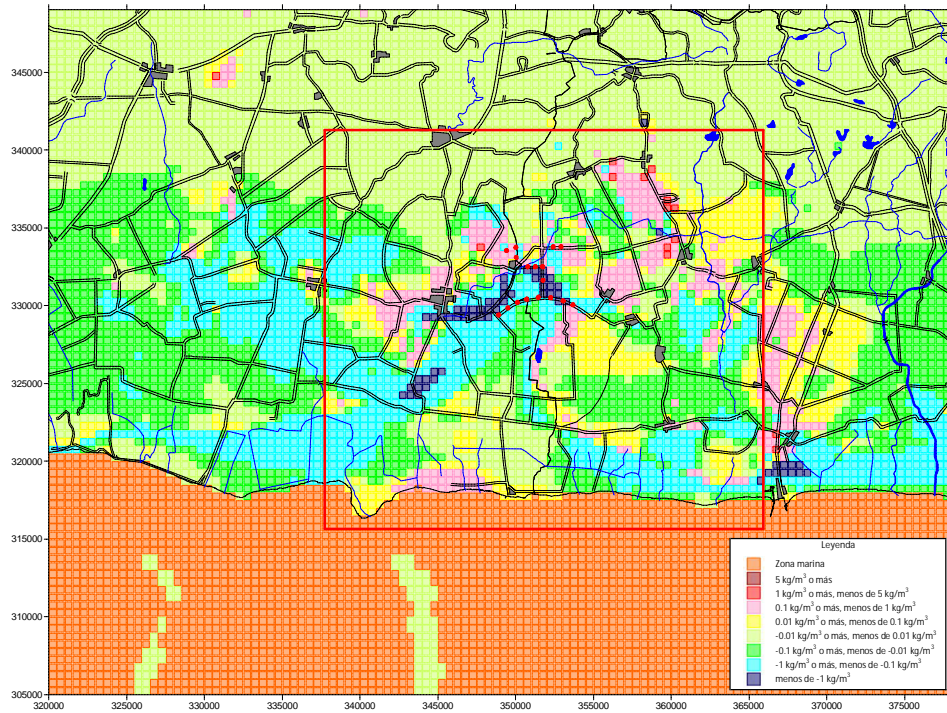 345000
340000
335000
330000
325000
320000
315000
310000
305000
320000 325000 330000 335000 340000 345000 350000 355000 360000 365000 370000 375000
Leyenda
Zona marina
5 kg/m³ o más
1 kg/m³ o más, menos de 5 kg/m³
0.1 kg/m³ o más, menos de 1 kg/m³
0.01 kg/m³ o más, menos de 0.1 kg/m³
-0.01 kg/m³ o más, menos de 0.01 kg/m³
-0.1 kg/m³ o más, menos de -0.01 kg/m³
-1 kg/m³ o más, menos de -0.1 kg/m³
menos de -1 kg/m³